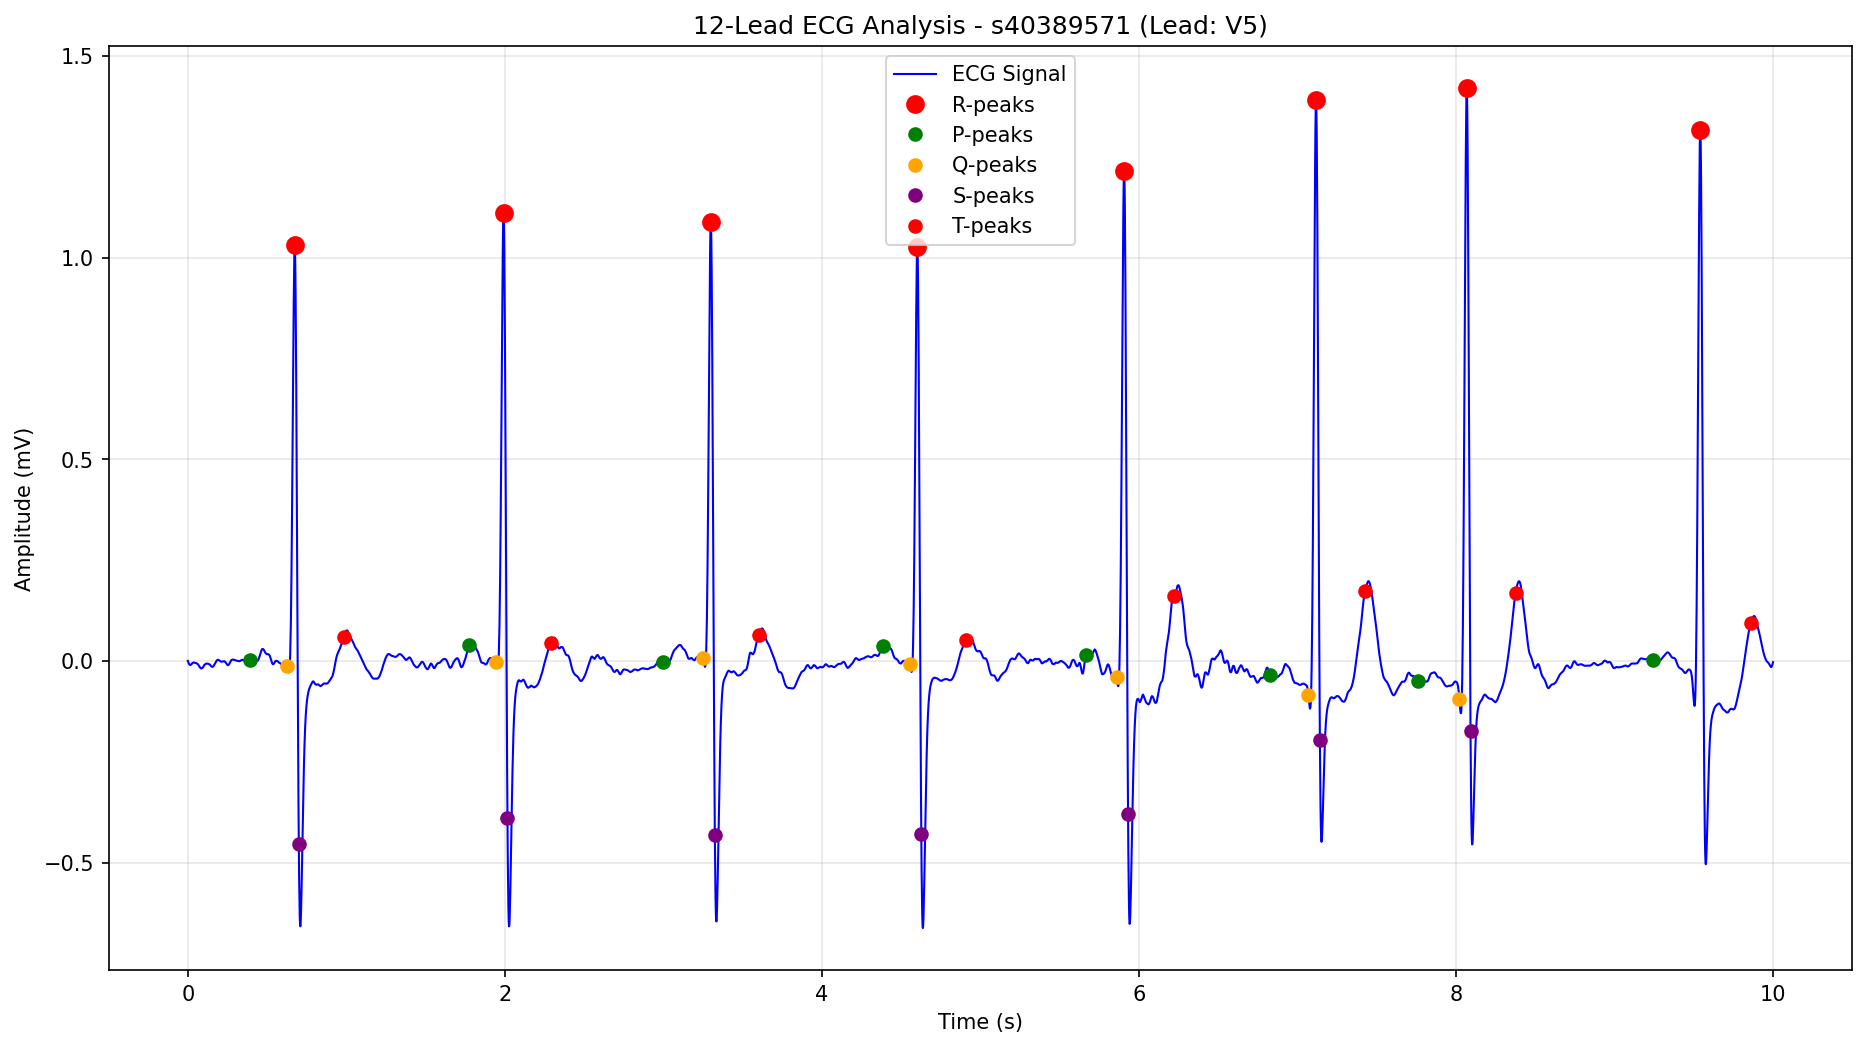 12-Lead ECG Analysis - s40389571 (Lead: V5)
ECG Signal
R-peaks
P-peaks
Q-peaks
S-peaks
T-peaks
Amplitude (mV)
1.5
1.0
0.5
0.0
−0.5
0
2
4
6
8
10
Time (s)